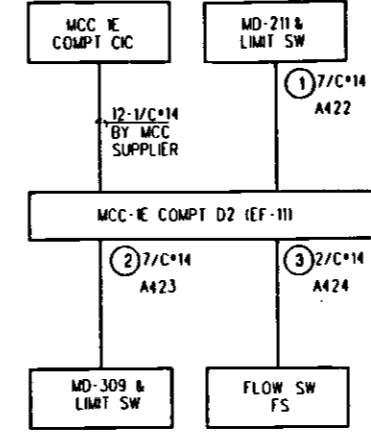 MCC 1E
COMPT C1C
MD-211 &
LIMIT SW
1 7/C#14
A422
12-1/C#14
BY MCC
SUPPLIER
MCC-1E COMPT D2 (EF-11)
2 7/C#14
A423
3 2/C#14
A424
MD-309 &
LIMIT SW
FLOW SW
FS